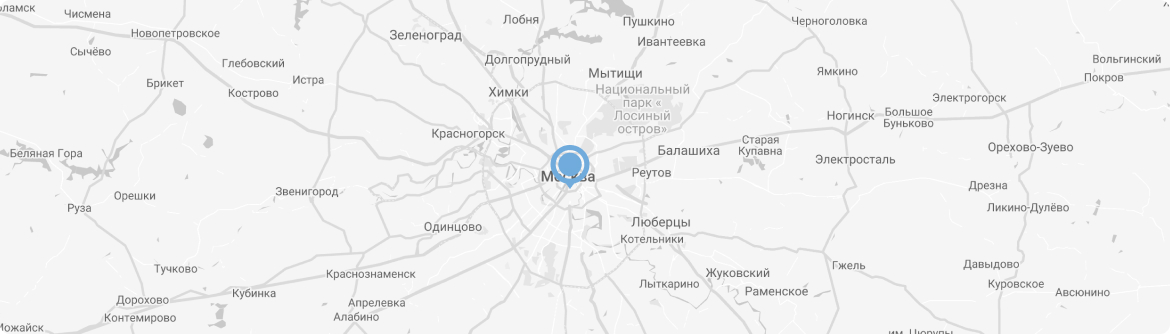 Чисмена
Лобня
Пушкино
Черноголовка
Новопетровское
Зеленоград
Ивантеевка
Сычёво
Глебовский
Долгопрудный
Вольгинский
Брикет
Истра
Мытищи
Ямкино
Покров
Кострово
Химки
Национальный
парк «
Лосиный
остров»
Электрогорск
Ногинск
Большое
Буньково
Красногорск
Старая
Купавна
Беляная Гора
Балашиха
Электросталь
Орехово-Зуево
Москва
Реутов
Звенигород
Орешки
Руза
Дрезна
Ликино-Дулёво
Одинцово
Люберцы
Котельники
Тучково
Краснознаменск
Жуковский
Гжель
Давыдово
Кубинка
Лыткарино
Раменское
Куровское
Авсюнино
Дорохово
Апрелевка
Контемирово
Алабино
им. Цюрупы